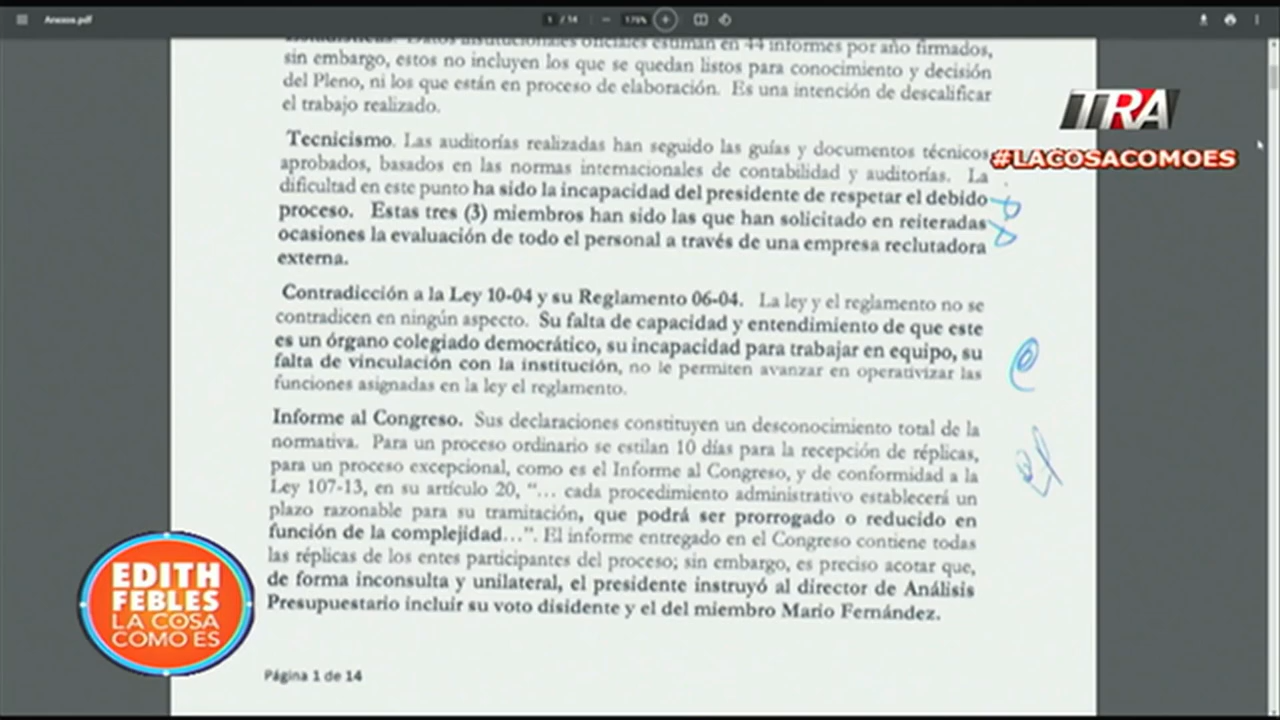 Anexos.pdf
1 / 14
175%
Estadísticas. Datos institucionales oficiales estiman en 44 informes por año firmados,
sin embargo, estos no incluyen los que se quedan listos para conocimiento y decisión
del Pleno, ni los que están en proceso de elaboración. Es una intención de descalificar
el trabajo realizado.
Tecnicismo. Las auditorías realizadas han seguido las guías y documentos técnicos
aprobados, basados en las normas internacionales de contabilidad y auditorías. La
dificultad en este punto ha sido la incapacidad del presidente de respetar el debido
proceso. Estas tres (3) miembros han sido las que han solicitado en reiteradas
ocasiones la evaluación de todo el personal a través de una empresa reclutadora
externa.
Contradicción a la Ley 10-04 y su Reglamento 06-04. La ley y el reglamento no se
contradicen en ningún aspecto. Su falta de capacidad y entendimiento de que este
es un órgano colegiado democrático, su incapacidad para trabajar en equipo, su
falta de vinculación con la institución, no le permiten avanzar en operativizar las
funciones asignadas en la ley el reglamento.
Informe al Congreso. Sus declaraciones constituyen un desconocimiento total de la
normativa. Para un proceso ordinario se estilan 10 días para la recepción de réplicas,
para un proceso excepcional, como es el Informe al Congreso, y de conformidad a la
Ley 107-13, en su artículo 20, “... cada procedimiento administrativo establecerá un
plazo razonable para su tramitación, que podrá ser prorrogado o reducido en
función de la complejidad...”. El informe entregado en el Congreso contiene todas
las réplicas de los entes participantes del proceso; sin embargo, es preciso acotar que,
de forma inconsulta y unilateral, el presidente instruyó al director de Análisis
Presupuestario incluir su voto disidente y el del miembro Mario Fernández.
Página 1 de 14
TRA
#LACOSACOMOES
EDITH
FEBLES
LA COSA
COMO ES